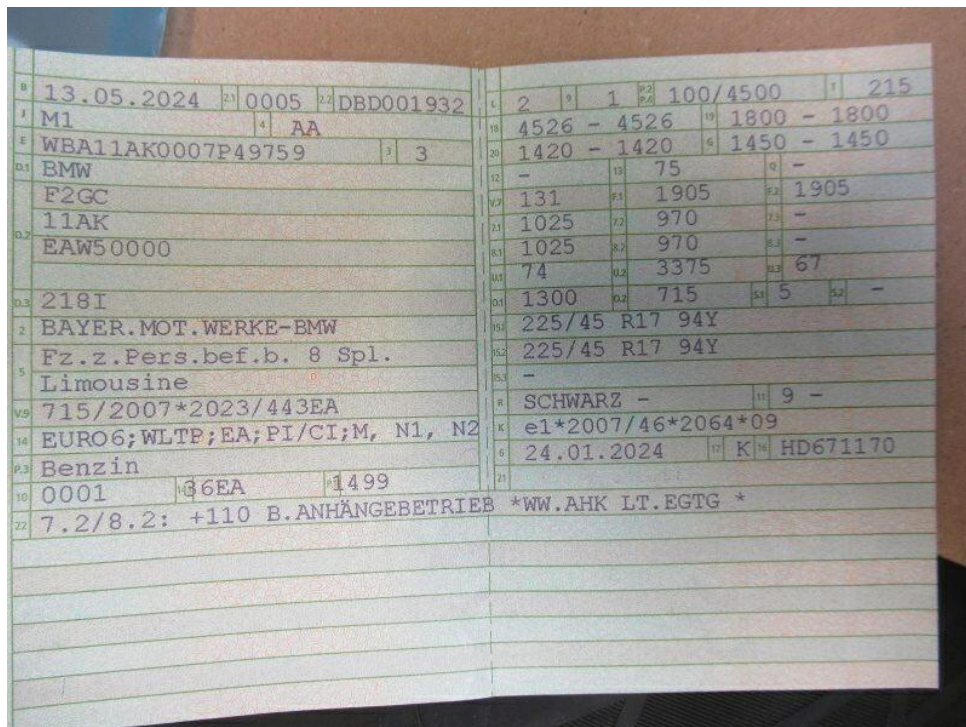 B 13.05.2024 2.1 0005 2.2 DBD001932
J M1 4 AA
E WBA11AK0007P49759 3 3
D.1 BMW
F2GC
D.2 11AK
EAW50000
D.3 218I
2 BAYER.MOT.WERKE-BMW
5 Fz.z.Pers.bef.b. 8 Spl.
Limousine
V.9 715/2007*2023/443EA
14 EURO6;WLTP;EA;PI/CI;M, N1, N2
P.3 Benzin
10 0001 14.1 36EA P.1 1499
L 2 9 1 P.2 P.4 100/4500 T 215
18 4526 - 4526 19 1800 - 1800
20 1420 - 1420 G 1450 - 1450
12 - 13 75 Q -
V.7 131 F.1 1905 F.2 1905
7.1 1025 7.2 970 7.3 -
8.1 1025 8.2 970 8.3 -
U.1 74 U.2 3375 U.3 67
O.1 1300 O.2 715 S.1 5 S.2 -
15.1 225/45 R17 94Y
15.2 225/45 R17 94Y
15.3 -
R SCHWARZ - 11 9 -
K e1*2007/46*2064*09
6 24.01.2024 17 K 16 HD671170
21
22 7.2/8.2: +110 B.ANHÄNGEBETRIEB *WW.AHK LT.EGTG *